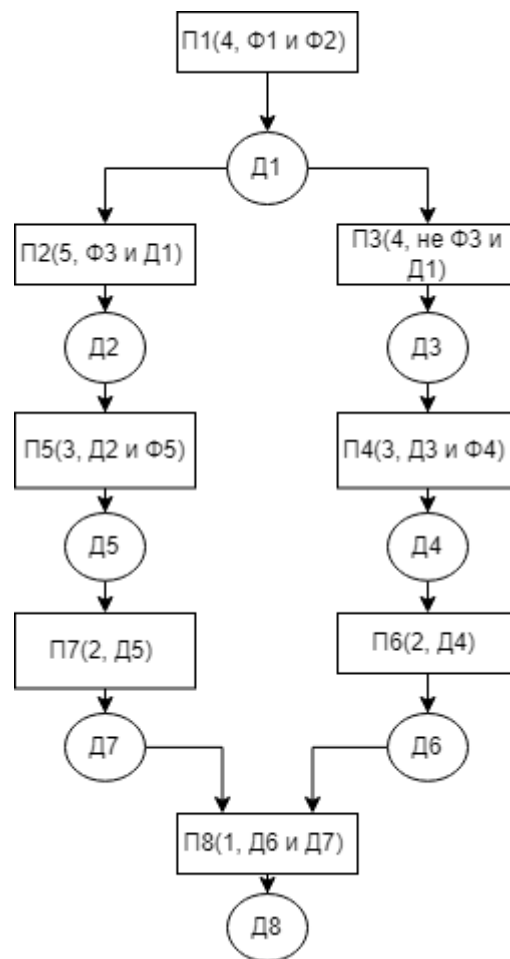 П1(4, Ф1 и Ф2)
Д1
П2(5, Ф3 и Д1)
П3(4, не Ф3 и
Д1)
Д2
Д3
П5(3, Д2 и Ф5)
П4(3, Д3 и Ф4)
Д5
Д4
П7(2, Д5)
П6(2, Д4)
Д7
Д6
П8(1, Д6 и Д7)
Д8